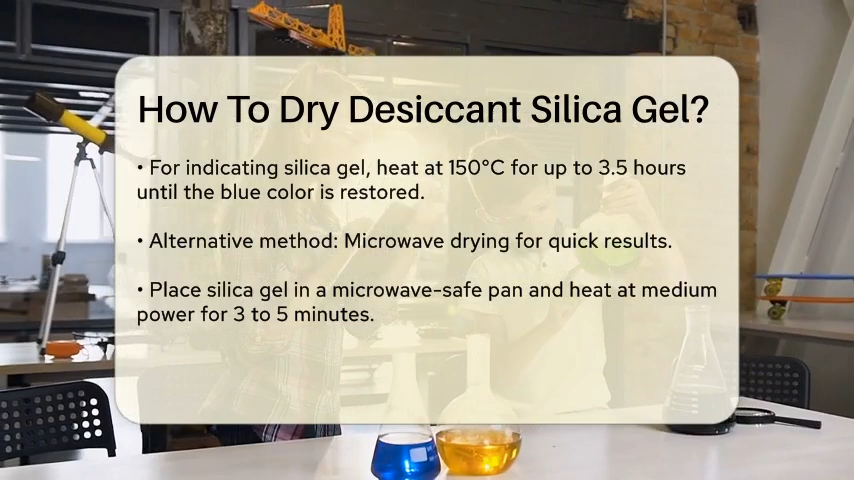 How To Dry Desiccant Silica Gel?
• For indicating silica gel, heat at 150°C for up to 3.5 hours
until the blue color is restored.
• Alternative method: Microwave drying for quick results.
• Place silica gel in a microwave-safe pan and heat at medium
power for 3 to 5 minutes.